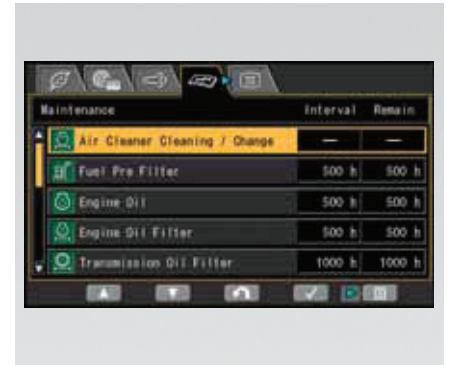 Maintenance Interval Remain
Air Cleaner Cleaning / Change — —
Fuel Pre Filter 500 h 500 h
Engine Oil 500 h 500 h
Engine Oil Filter 500 h 500 h
Transmission Oil Filter 1000 h 1000 h